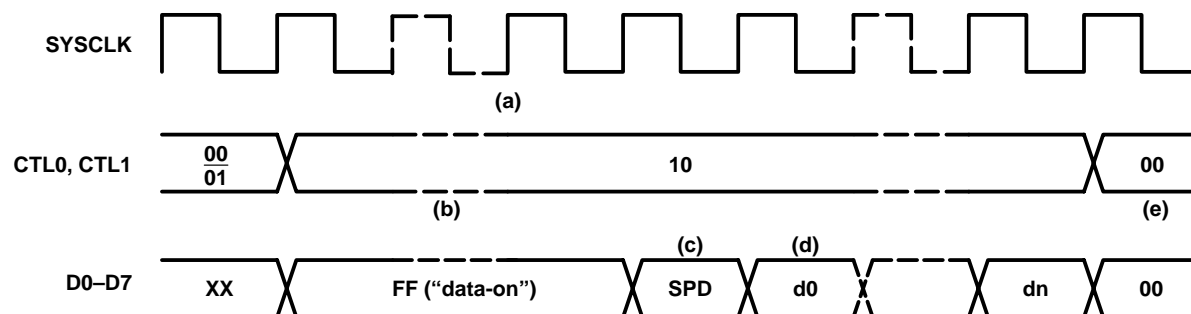 SYSCLK
(a)
CTL0, CTL1
00
01
10
00
(b)
(e)
(c)
(d)
D0–D7
XX
FF (“data-on”)
SPD
d0
dn
00